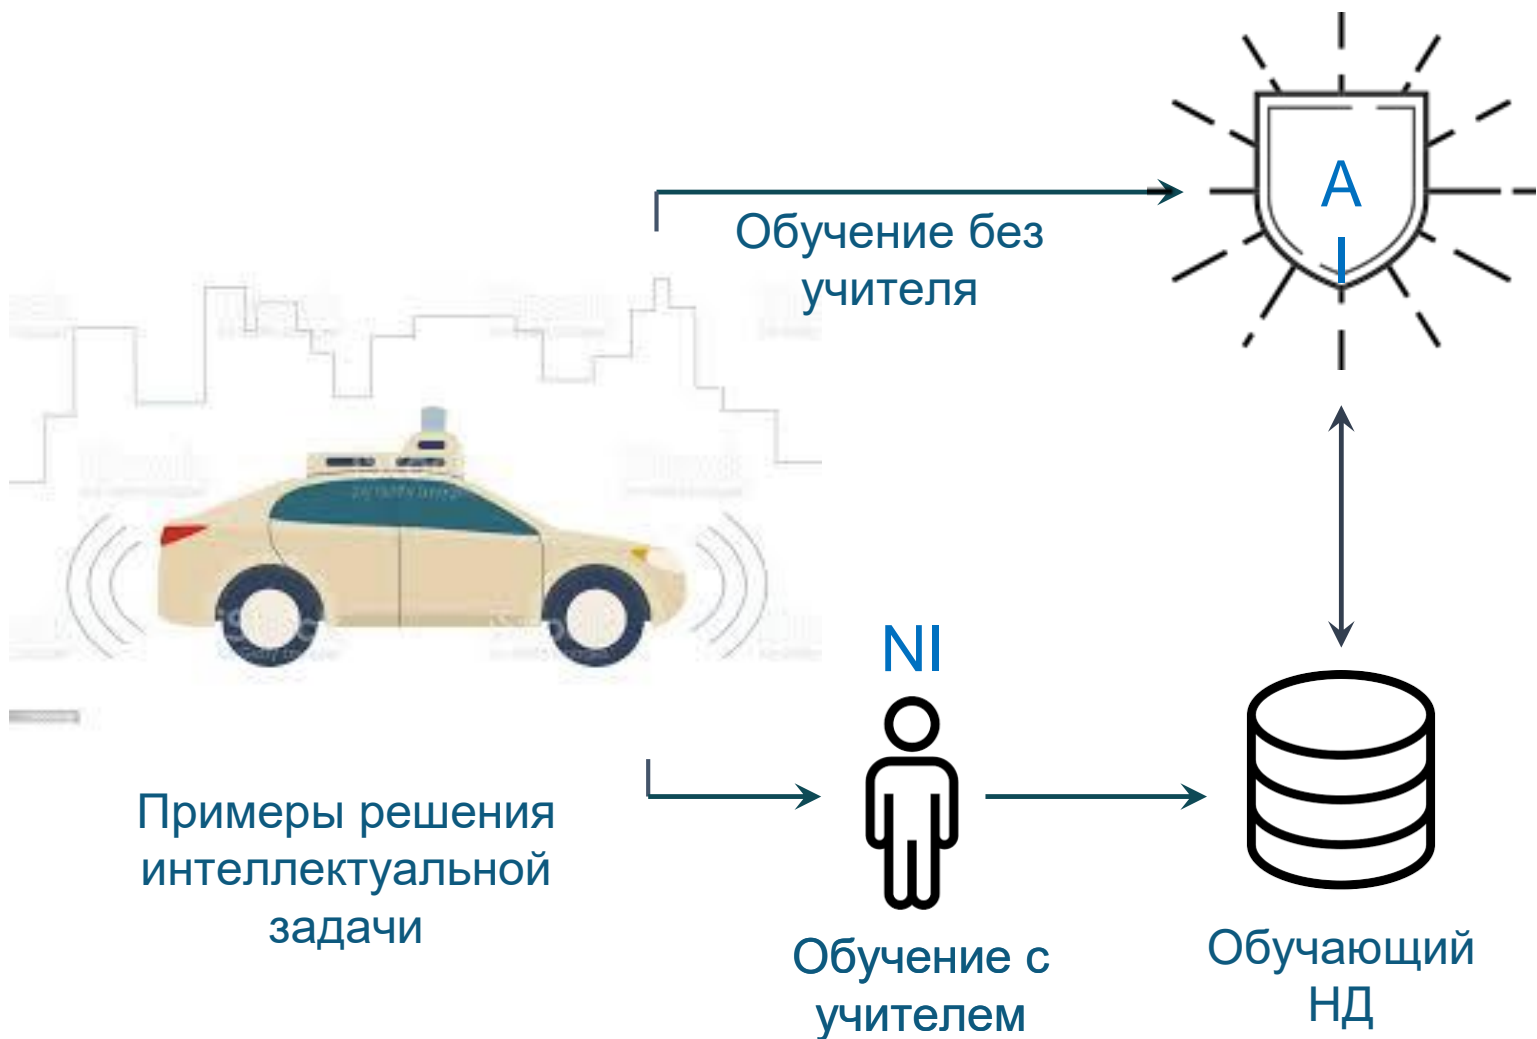 A
I
Обучение без
учителя
NI
Примеры решения
интеллектуальной
задачи
Обучение с
учителем
Обучающий
НД